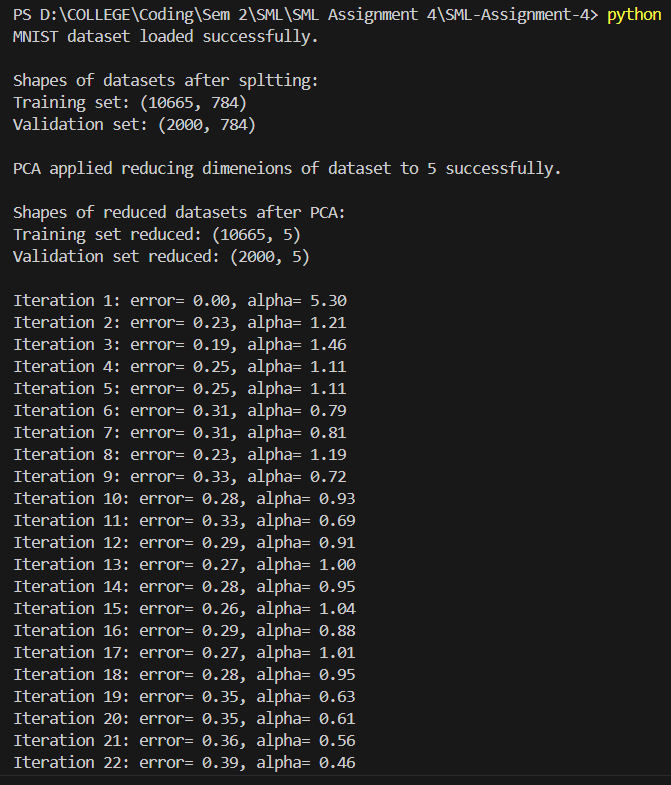 PS D:\COLLEGE\Coding\Sem 2\SML\SML Assignment 4\SML-Assignment-4> python
MNIST dataset loaded successfully.
Shapes of datasets after spltting:
Training set: (10665, 784)
Validation set: (2000, 784)
PCA applied reducing dimeneions of dataset to 5 successfully.
Shapes of reduced datasets after PCA:
Training set reduced: (10665, 5)
Validation set reduced: (2000, 5)
Iteration 1: error= 0.00, alpha= 5.30
Iteration 2: error= 0.23, alpha= 1.21
Iteration 3: error= 0.19, alpha= 1.46
Iteration 4: error= 0.25, alpha= 1.11
Iteration 5: error= 0.25, alpha= 1.11
Iteration 6: error= 0.31, alpha= 0.79
Iteration 7: error= 0.31, alpha= 0.81
Iteration 8: error= 0.23, alpha= 1.19
Iteration 9: error= 0.33, alpha= 0.72
Iteration 10: error= 0.28, alpha= 0.93
Iteration 11: error= 0.33, alpha= 0.69
Iteration 12: error= 0.29, alpha= 0.91
Iteration 13: error= 0.27, alpha= 1.00
Iteration 14: error= 0.28, alpha= 0.95
Iteration 15: error= 0.26, alpha= 1.04
Iteration 16: error= 0.29, alpha= 0.88
Iteration 17: error= 0.27, alpha= 1.01
Iteration 18: error= 0.28, alpha= 0.95
Iteration 19: error= 0.35, alpha= 0.63
Iteration 20: error= 0.35, alpha= 0.61
Iteration 21: error= 0.36, alpha= 0.56
Iteration 22: error= 0.39, alpha= 0.46